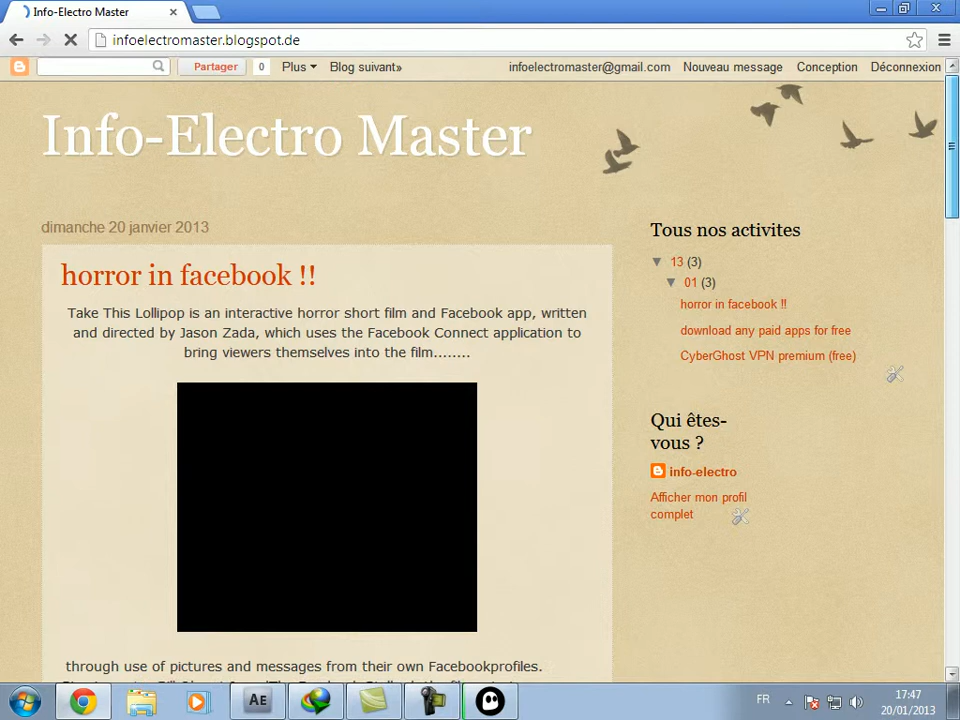 Info-Electro Master
infoelectromaster.blogspot.de
Partager 0 Plus Blog suivant» infoelectromaster@gmail.com Nouveau message Conception Déconnexion
Info-Electro Master
dimanche 20 janvier 2013
horror in facebook !!
Take This Lollipop is an interactive horror short film and Facebook app, written
and directed by Jason Zada, which uses the Facebook Connect application to
bring viewers themselves into the film........
through use of pictures and messages from their own Facebookprofiles.
Tous nos activites
13 (3)
01 (3)
horror in facebook !!
download any paid apps for free
CyberGhost VPN premium (free)
Qui êtes-
vous ?
info-electro
Afficher mon profil
complet
Ae
FR
17:47
20/01/2013